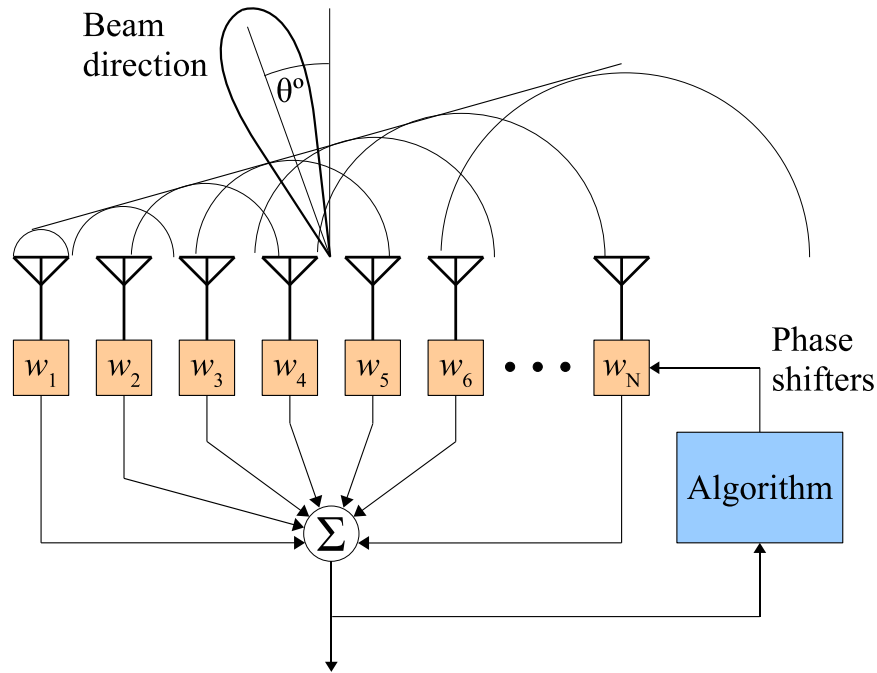 Beam
direction
θº
w1
w2
w3
w4
w5
w6
• • •
wN
Phase
shifters
Algorithm
Σ